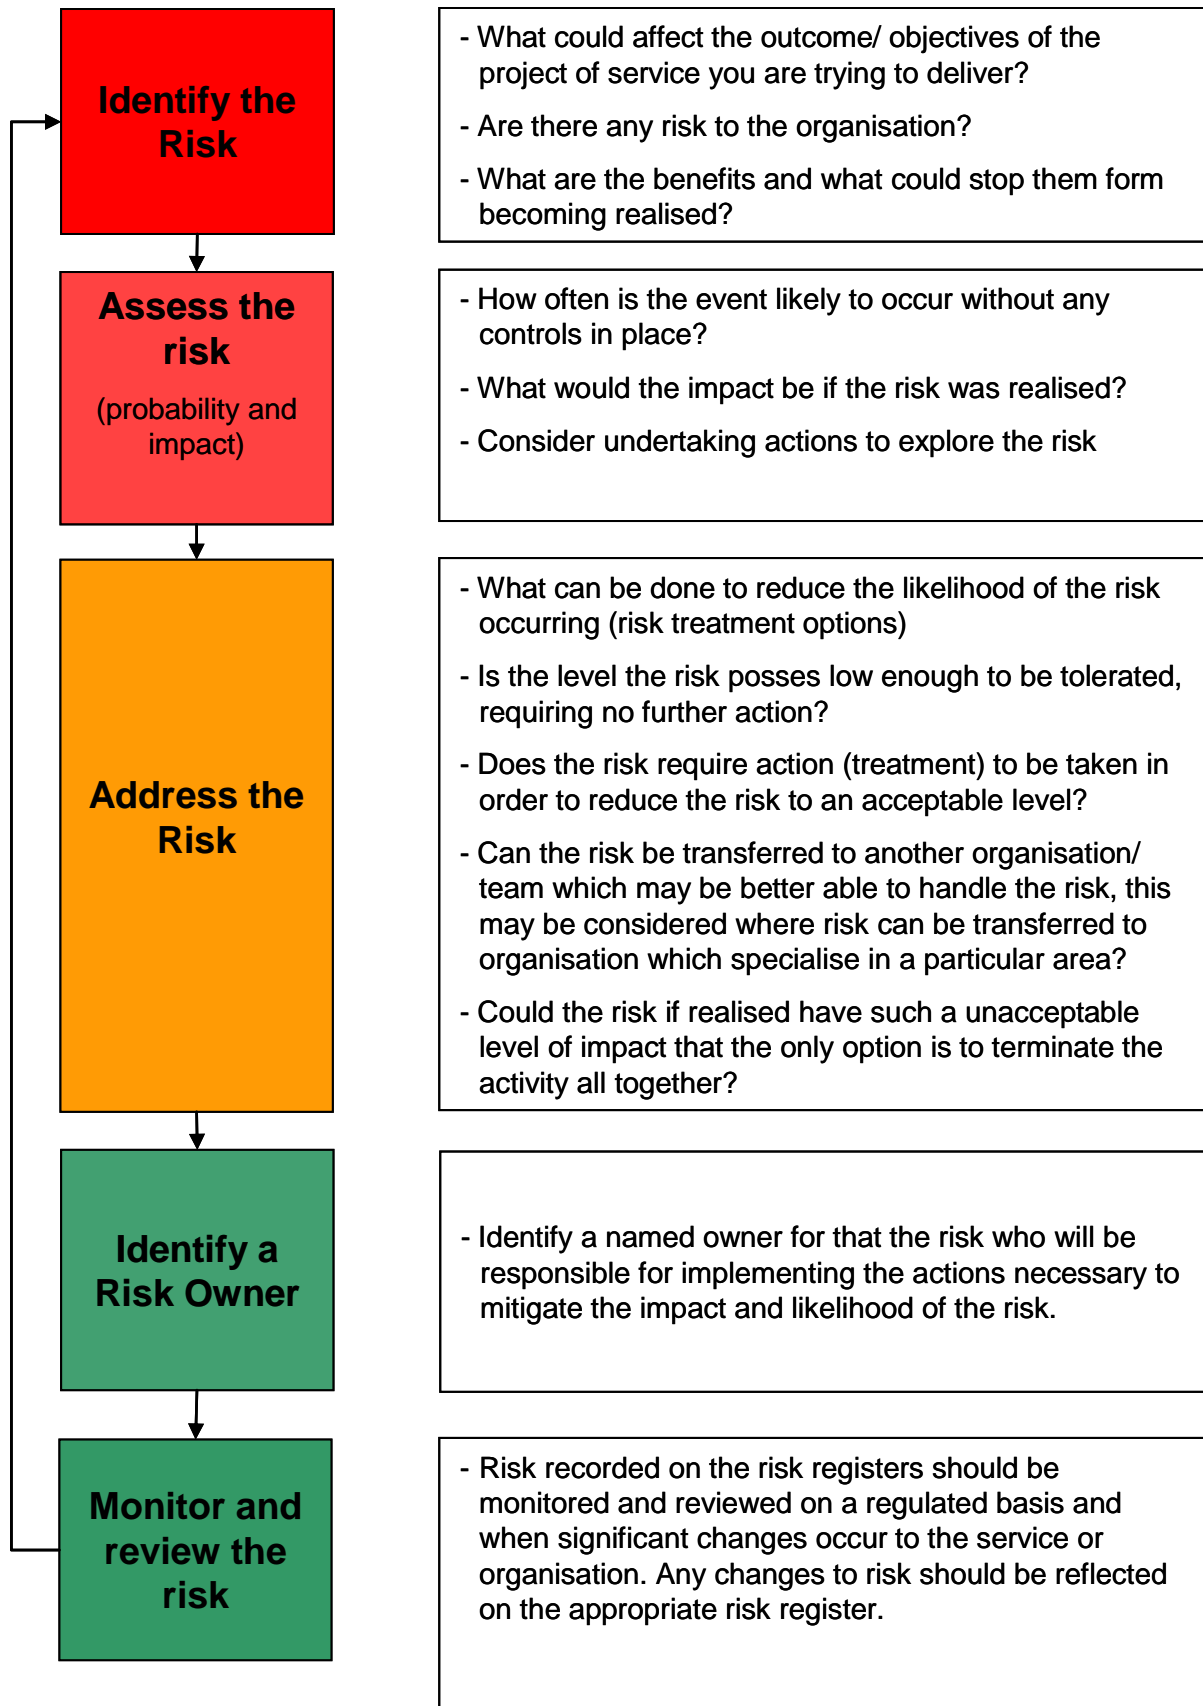 Identify the
Risk
- What could affect the outcome/ objectives of the
project of service you are trying to deliver?
- Are there any risk to the organisation?
- What are the benefits and what could stop them form
becoming realised?
Assess the
risk
(probability and
impact)
- How often is the event likely to occur without any
controls in place?
- What would the impact be if the risk was realised?
- Consider undertaking actions to explore the risk
Address the
Risk
- What can be done to reduce the likelihood of the risk
occurring (risk treatment options)
- Is the level the risk posses low enough to be tolerated,
requiring no further action?
- Does the risk require action (treatment) to be taken in
order to reduce the risk to an acceptable level?
- Can the risk be transferred to another organisation/
team which may be better able to handle the risk, this
may be considered where risk can be transferred to
organisation which specialise in a particular area?
- Could the risk if realised have such a unacceptable
level of impact that the only option is to terminate the
activity all together?
Identify a
Risk Owner
- Identify a named owner for that the risk who will be
responsible for implementing the actions necessary to
mitigate the impact and likelihood of the risk.
Monitor and
review the
risk
- Risk recorded on the risk registers should be
monitored and reviewed on a regulated basis and
when significant changes occur to the service or
organisation. Any changes to risk should be reflected
on the appropriate risk register.